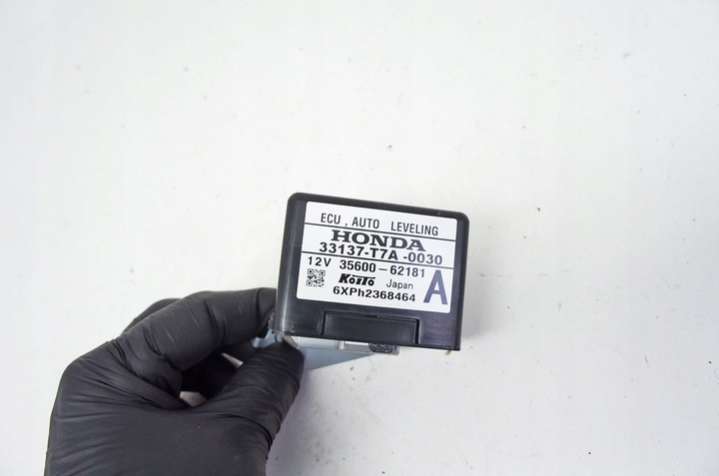 ECU , AUTO LEVELING
HONDA
33137-T7A -0030
12V 35600 - 62181
KOITO Japan
6XPh2368464
A